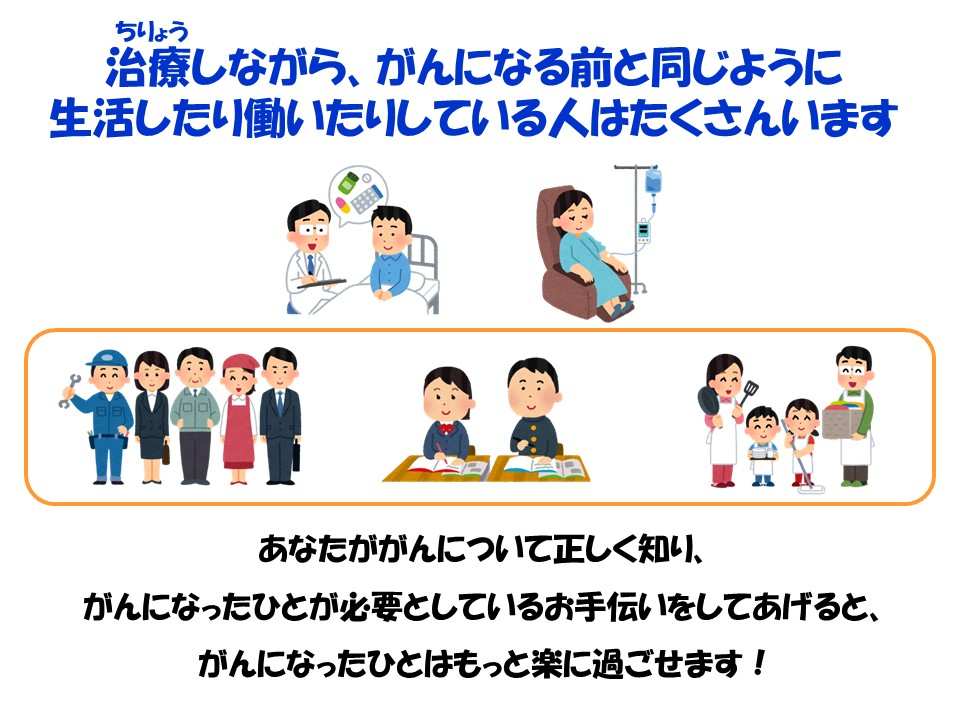 ちりょう
治療しながら、がんになる前と同じように
生活したり働いたりしている人はたくさんいます
あなたががんについて正しく知り、
がんになったひとが必要としているお手伝いをしてあげると、
がんになったひとはもっと楽に過ごせます！